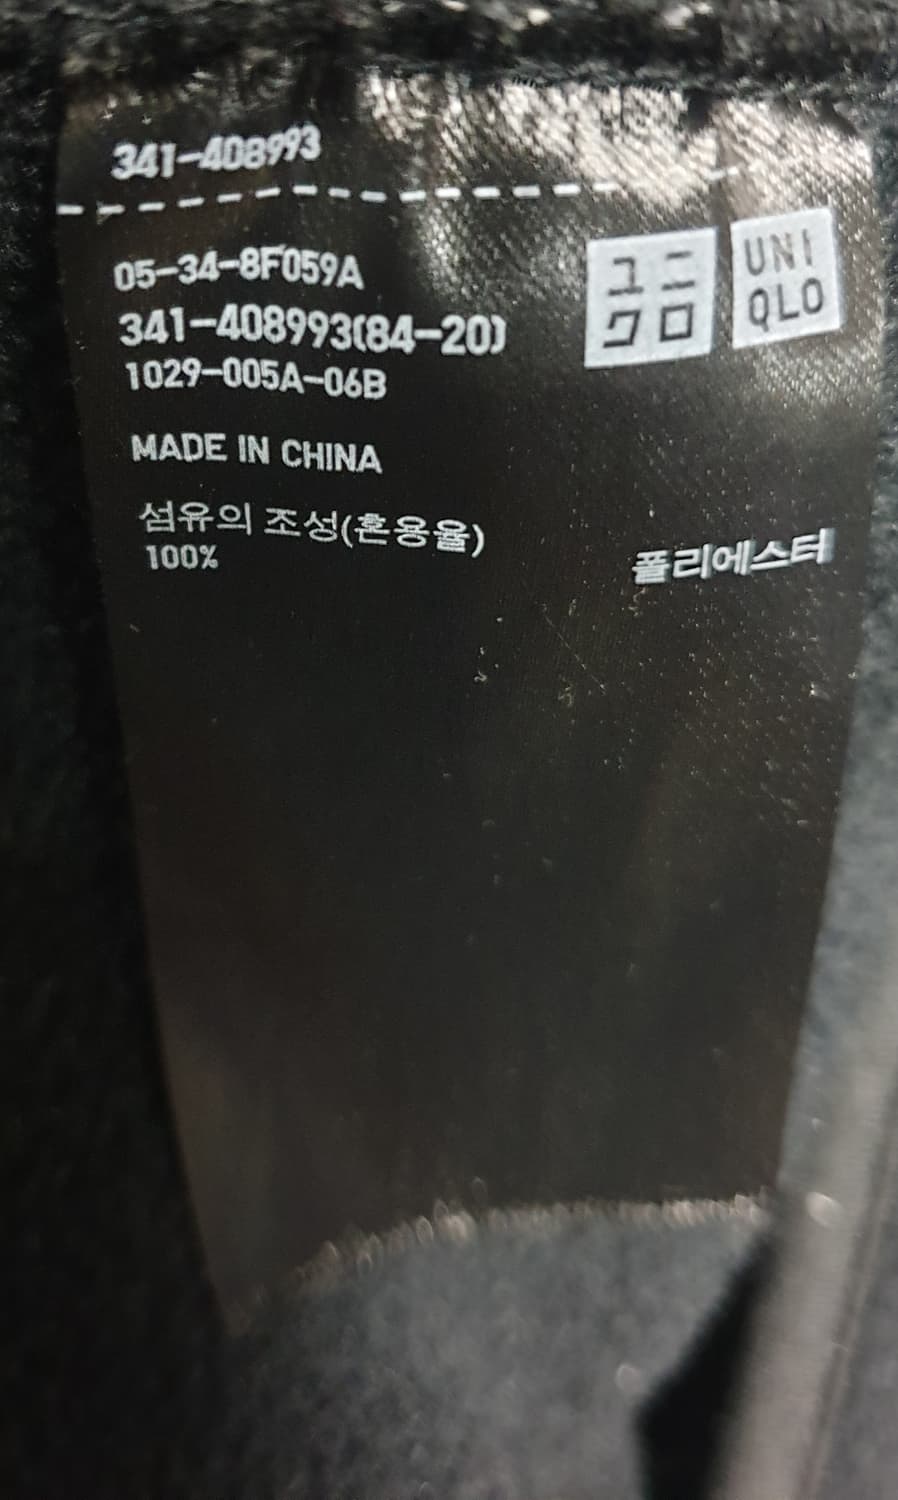 341-408993
05-34-8F059A
341-408993(84-20)
1029-005A-06B
ユニ
クロ
UNI
QLO
MADE IN CHINA
섬유의 조성(혼용율)
100% 폴리에스터